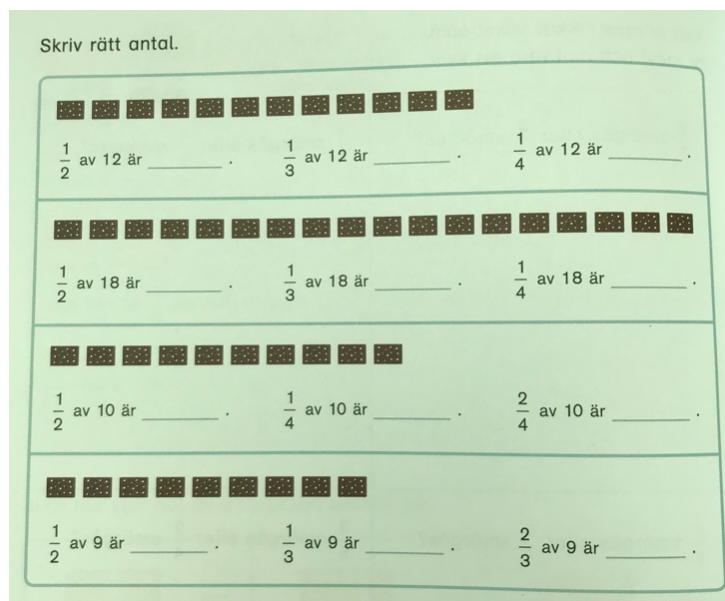 Skriv rätt antal.
1/2 av 12 är ______. 1/3 av 12 är ______. 1/4 av 12 är ______.
1/2 av 18 är ______. 1/3 av 18 är ______. 1/4 av 18 är ______.
1/2 av 10 är ______. 1/4 av 10 är ______. 2/4 av 10 är ______.
1/2 av 9 är ______. 1/3 av 9 är ______. 2/3 av 9 är ______.